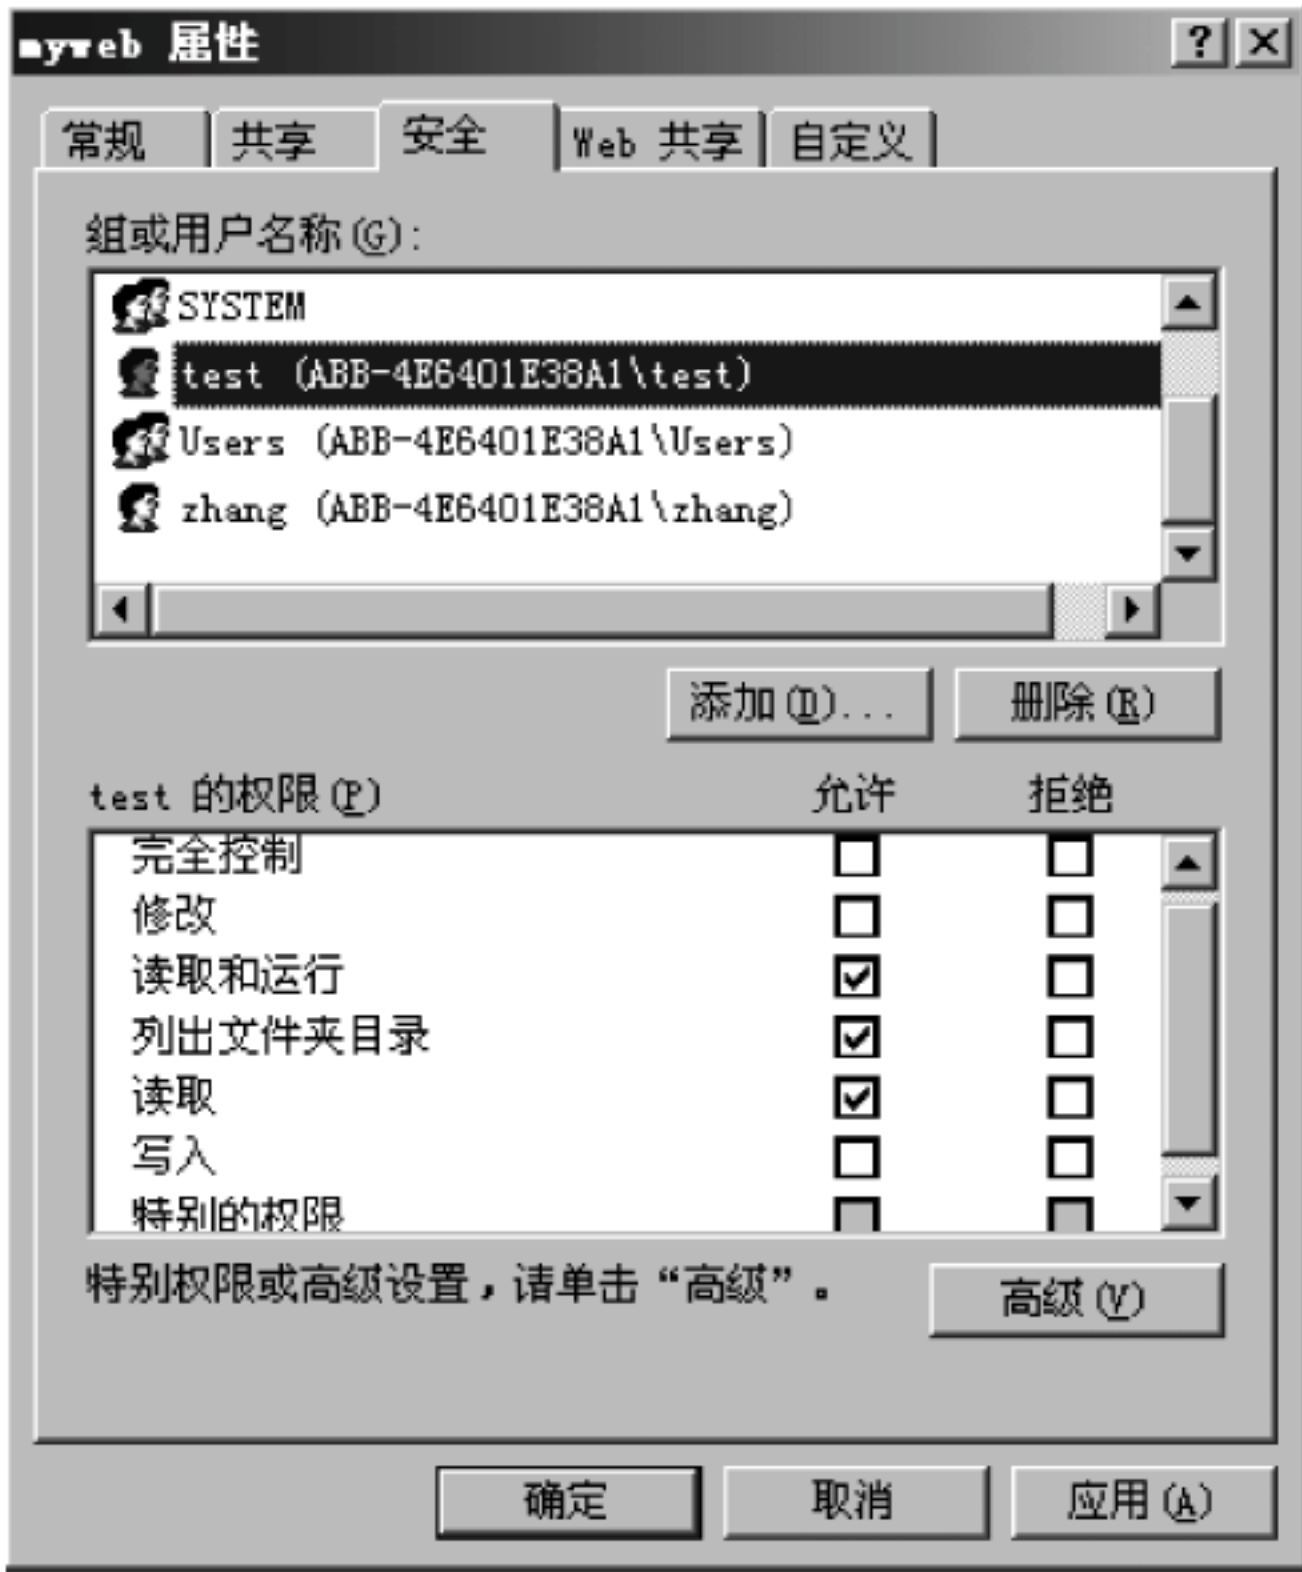 myweb 属性
常规 共享 安全 Web 共享 自定义
组或用户名称(G):
SYSTEM
test (ABB-4E6401E38A1\test)
Users (ABB-4E6401E38A1\Users)
zhang (ABB-4E6401E38A1\zhang)
添加(D)... 删除(R)
test 的权限(P) 允许 拒绝
完全控制
修改
读取和运行
列出文件夹目录
读取
写入
特别的权限
特别权限或高级设置，请单击“高级”。 高级(V)
确定 取消 应用(A)